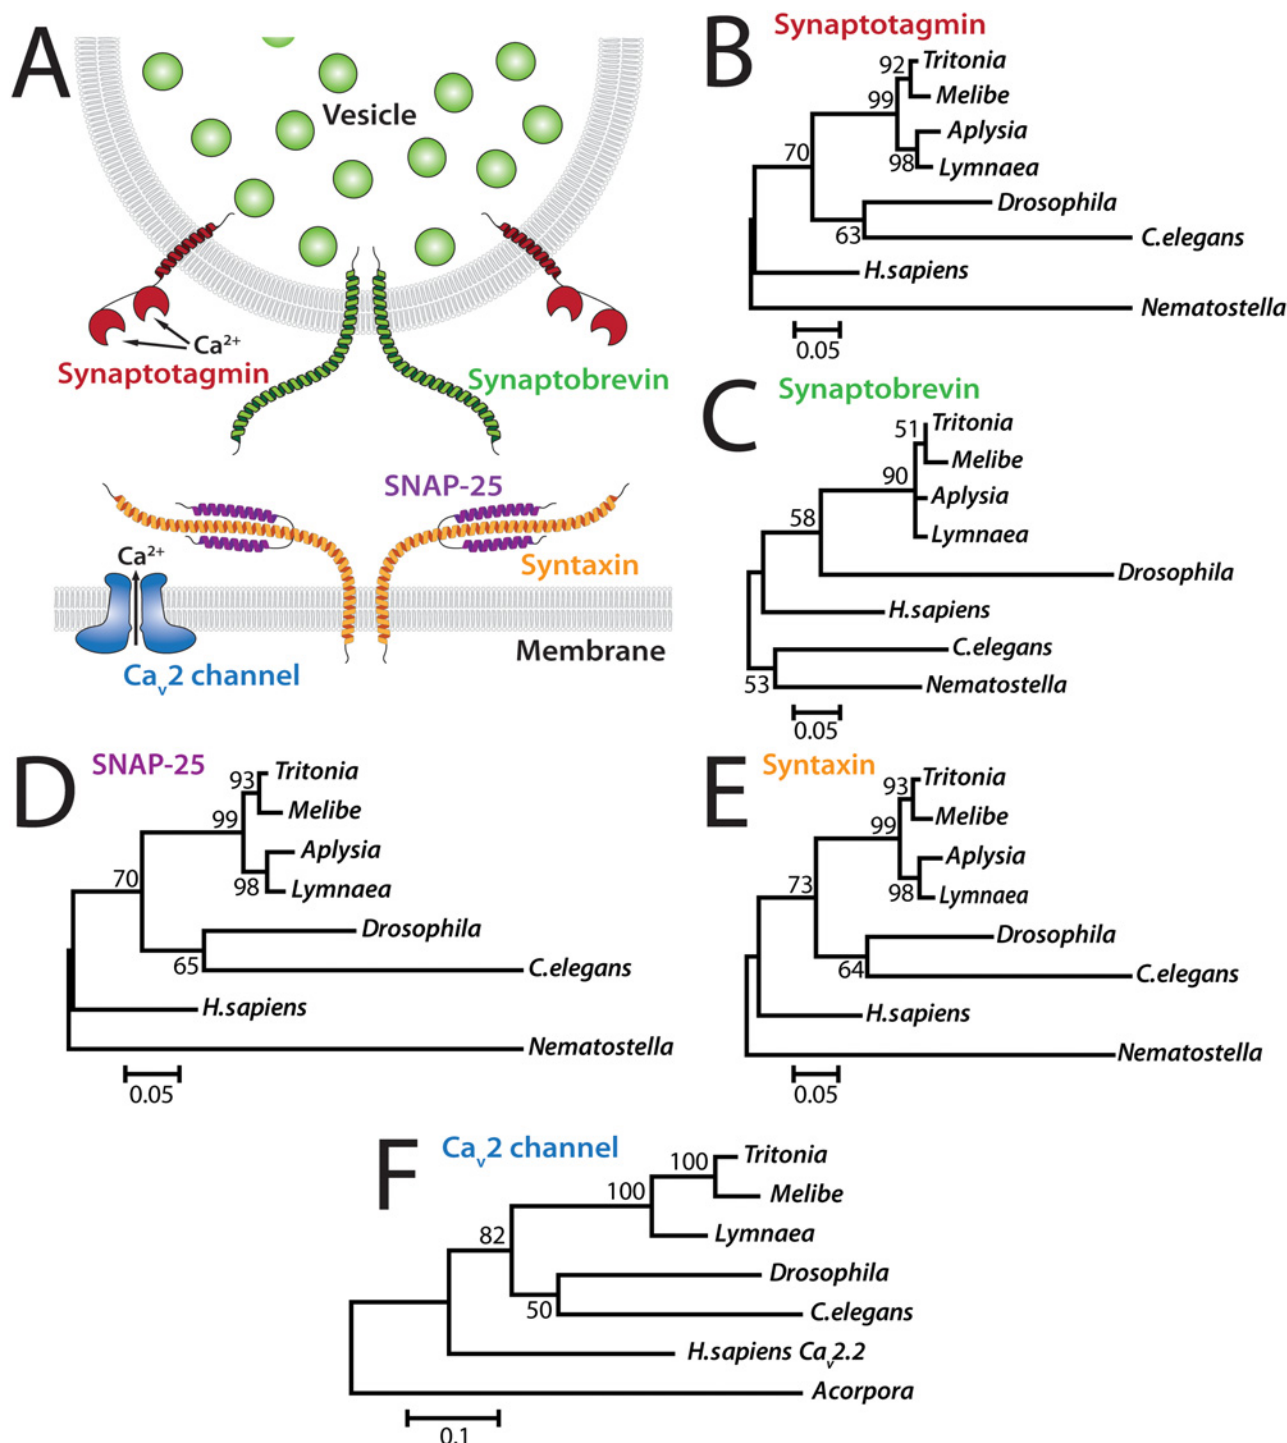 A
Vesicle
Ca2+
Synaptotagmin
Synaptobrevin
SNAP-25
Ca2+
Syntaxin
Membrane
Cav2 channel
B
Synaptotagmin
92
Tritonia
Melibe
99
Aplysia
98
Lymnaea
70
Drosophila
63
C.elegans
H.sapiens
Nematostella
0.05
C
Synaptobrevin
51
Tritonia
Melibe
90
Aplysia
Lymnaea
58
Drosophila
H.sapiens
C.elegans
53
Nematostella
0.05
D
SNAP-25
93
Tritonia
Melibe
99
Aplysia
98
Lymnaea
70
Drosophila
65
C.elegans
H.sapiens
Nematostella
0.05
E
Syntaxin
93
Tritonia
Melibe
99
Aplysia
98
Lymnaea
73
Drosophila
64
C.elegans
H.sapiens
Nematostella
0.05
F
Cav2 channel
100
Tritonia
100
Melibe
Lymnaea
82
Drosophila
50
C.elegans
H.sapiens Cav2.2
Acorpora
0.1